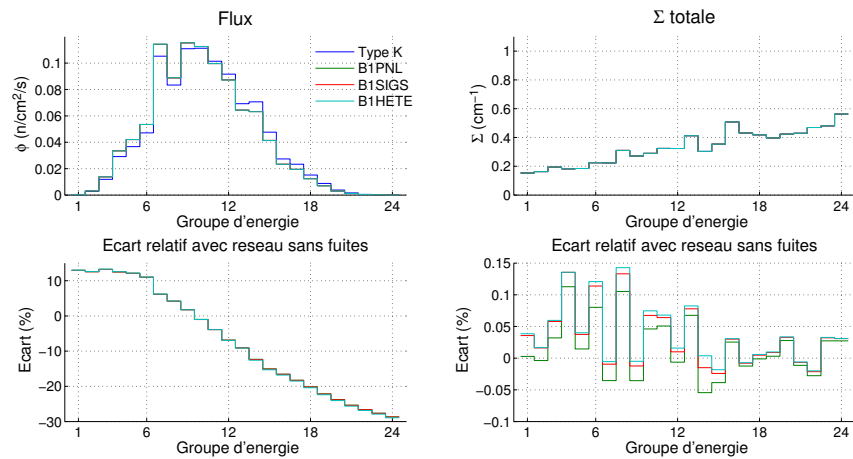 Flux
0.1
0.08
0.06
0.04
0.02
0
ϕ (n/cm²/s)
1 6 12 18 24
Groupe d'energie
Type K
B1PNL
B1SIGS
B1HETE
Σ totale
1
0.8
0.6
0.4
0.2
0
Σ (cm⁻¹)
1 6 12 18 24
Groupe d'energie
Ecart relatif avec reseau sans fuites
10
0
−10
−20
−30
Ecart (%)
1 6 12 18 24
Groupe d'energie
Ecart relatif avec reseau sans fuites
0.15
0.1
0.05
0
−0.05
−0.1
Ecart (%)
1 6 12 18 24
Groupe d'energie